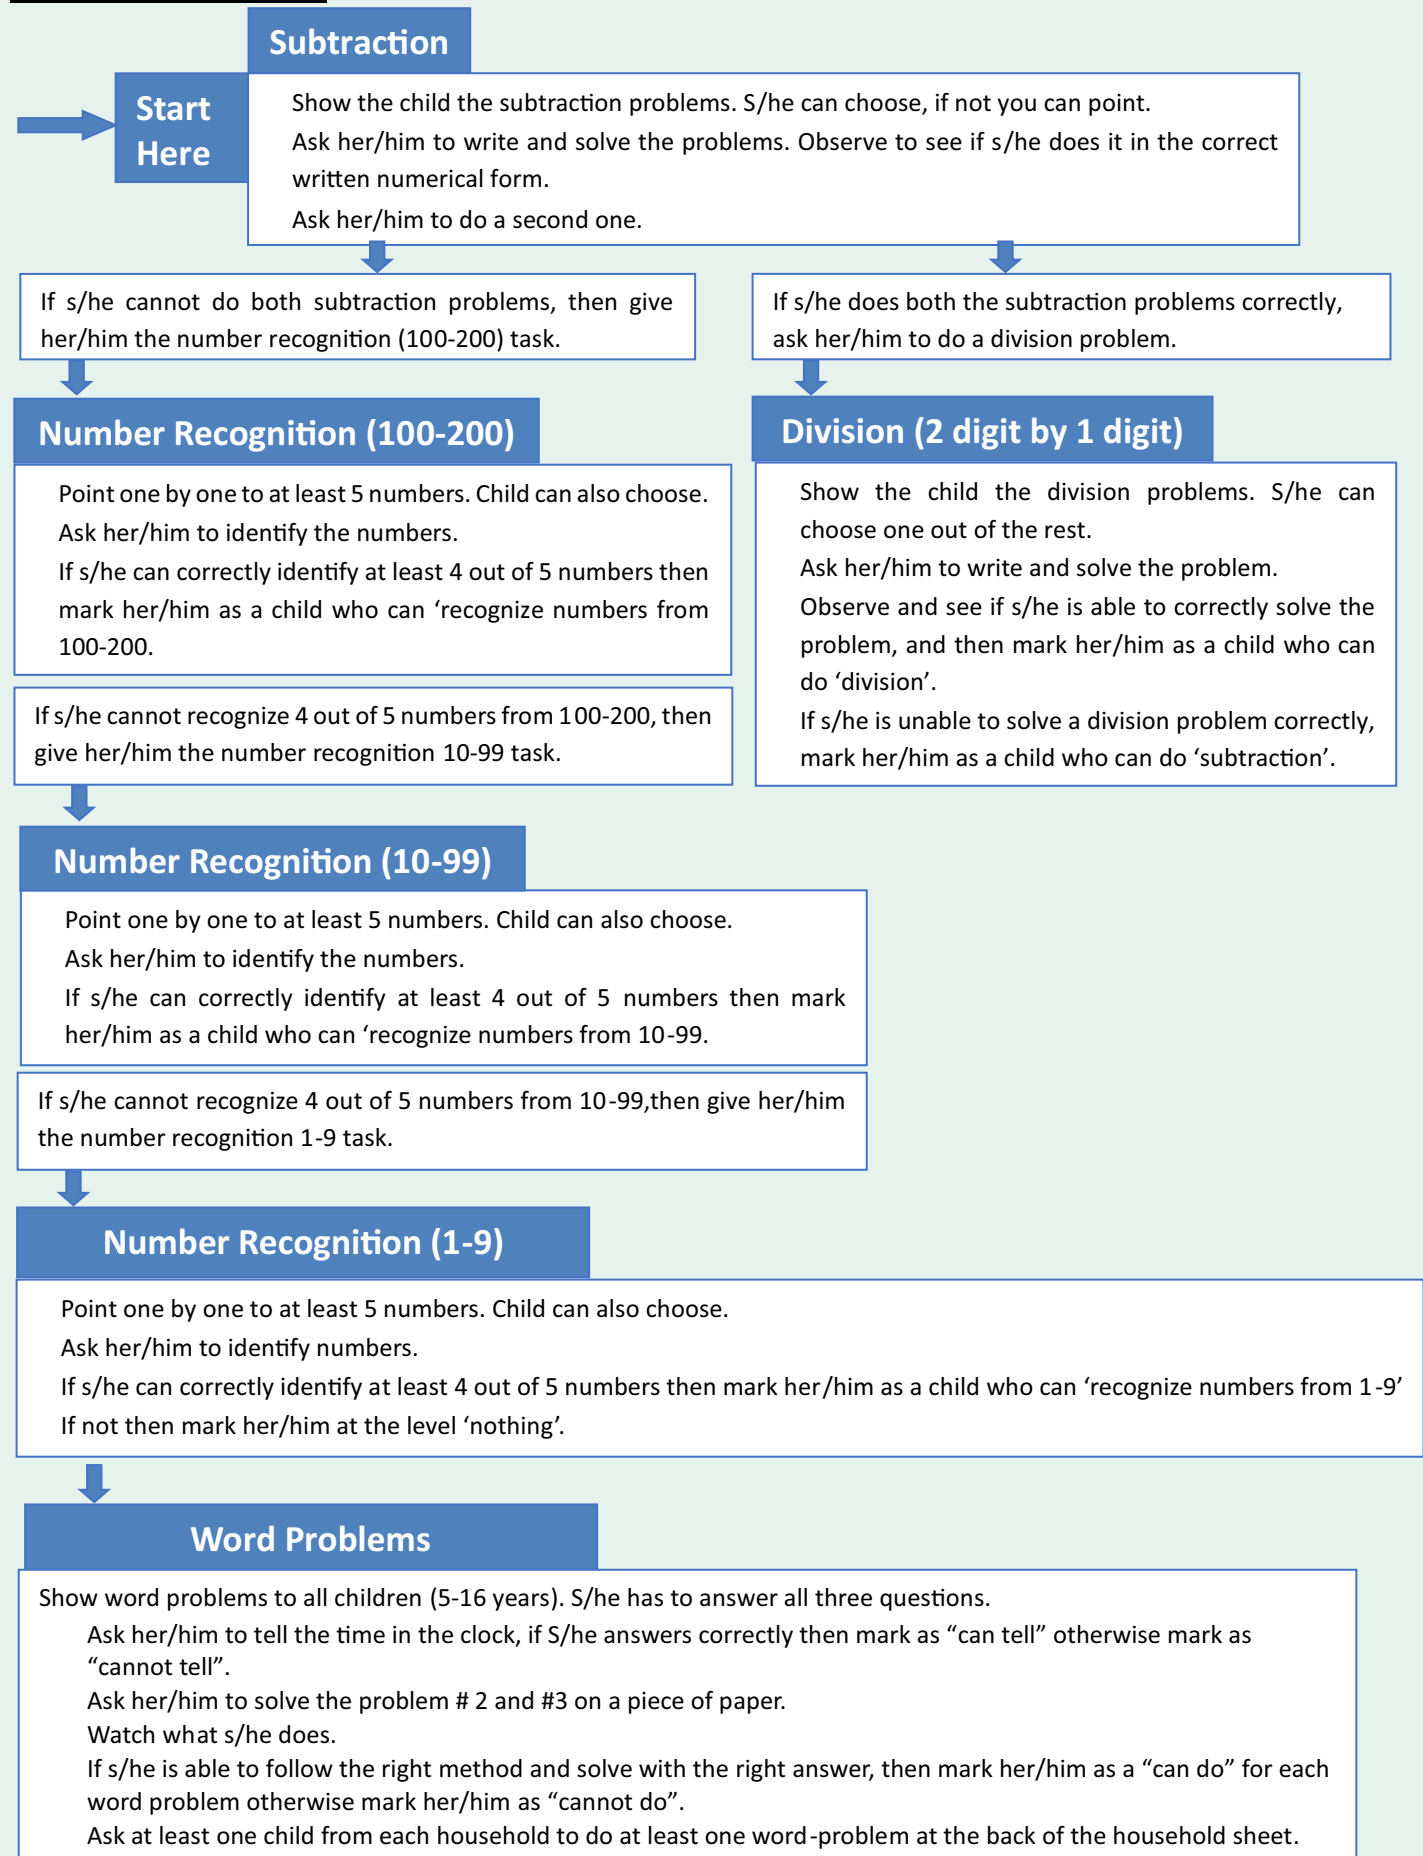 Subtraction
Start
Here
Show the child the subtraction problems. S/he can choose, if not you can point.
Ask her/him to write and solve the problems. Observe to see if s/he does it in the correct
written numerical form.
Ask her/him to do a second one.
If s/he cannot do both subtraction problems, then give
her/him the number recognition (100-200) task.
If s/he does both the subtraction problems correctly,
ask her/him to do a division problem.
Number Recognition (100-200)
Point one by one to at least 5 numbers. Child can also choose.
Ask her/him to identify the numbers.
If s/he can correctly identify at least 4 out of 5 numbers then
mark her/him as a child who can ‘recognize numbers from
100-200.
If s/he cannot recognize 4 out of 5 numbers from 100-200, then
give her/him the number recognition 10-99 task.
Division (2 digit by 1 digit)
Show the child the division problems. S/he can
choose one out of the rest.
Ask her/him to write and solve the problem.
Observe and see if s/he is able to correctly solve the
problem, and then mark her/him as a child who can
do ‘division’.
If s/he is unable to solve a division problem correctly,
mark her/him as a child who can do ‘subtraction’.
Number Recognition (10-99)
Point one by one to at least 5 numbers. Child can also choose.
Ask her/him to identify the numbers.
If s/he can correctly identify at least 4 out of 5 numbers then mark
her/him as a child who can ‘recognize numbers from 10-99.
If s/he cannot recognize 4 out of 5 numbers from 10-99,then give her/him
the number recognition 1-9 task.
Number Recognition (1-9)
Point one by one to at least 5 numbers. Child can also choose.
Ask her/him to identify numbers.
If s/he can correctly identify at least 4 out of 5 numbers then mark her/him as a child who can ‘recognize numbers from 1-9’
If not then mark her/him at the level ‘nothing’.
Word Problems
Show word problems to all children (5-16 years). S/he has to answer all three questions.
Ask her/him to tell the time in the clock, if S/he answers correctly then mark as “can tell” otherwise mark as
“cannot tell”.
Ask her/him to solve the problem # 2 and #3 on a piece of paper.
Watch what s/he does.
If s/he is able to follow the right method and solve with the right answer, then mark her/him as a “can do” for each
word problem otherwise mark her/him as “cannot do”.
Ask at least one child from each household to do at least one word-problem at the back of the household sheet.